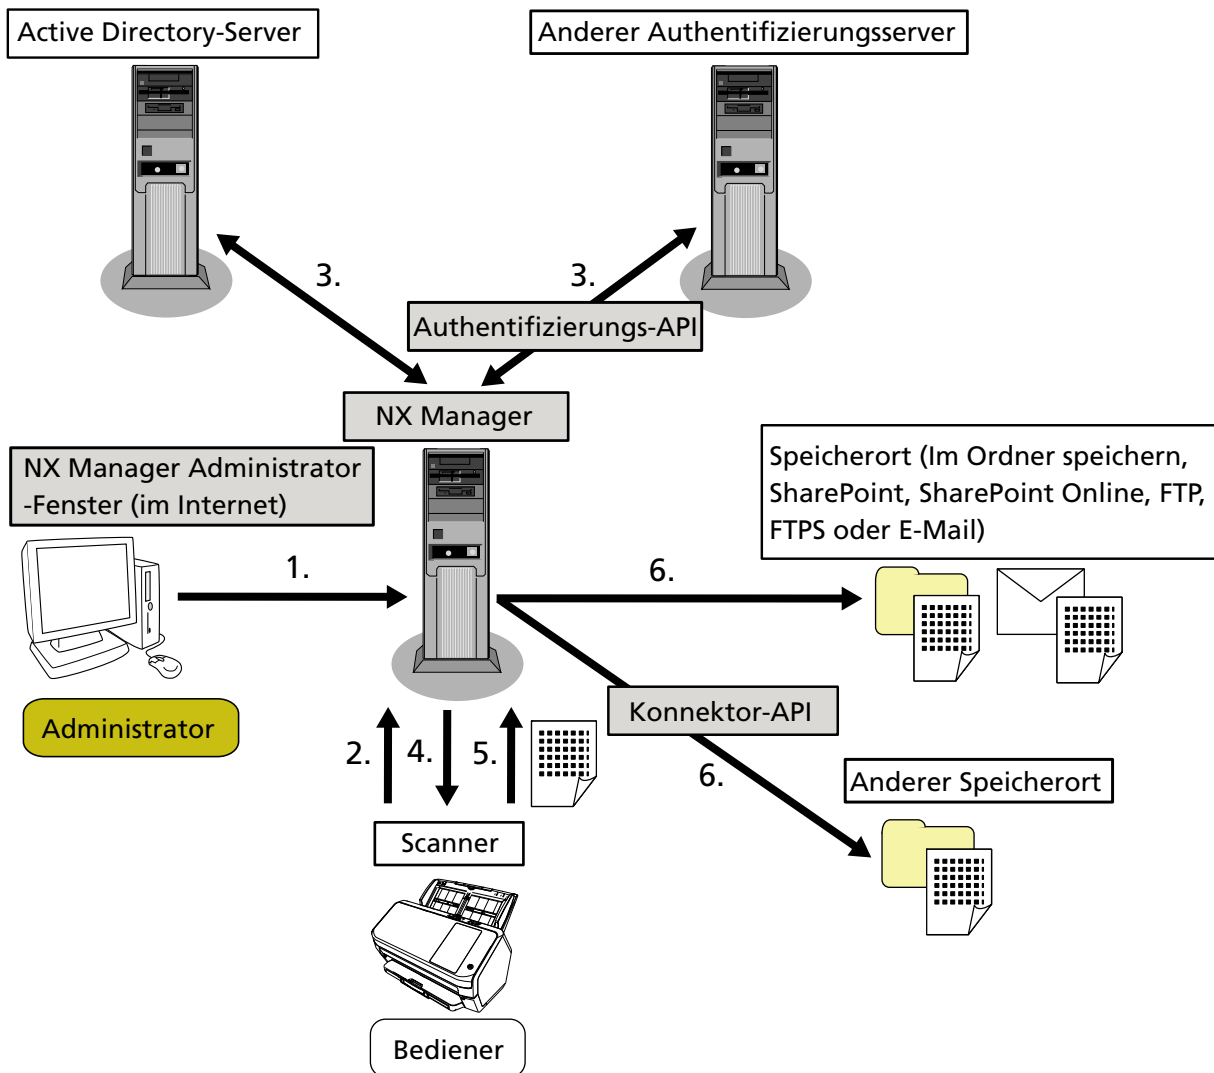 Active Directory-Server
Anderer Authentifizierungsserver
3.
3.
Authentifizierungs-API
NX Manager
NX Manager Administrator
-Fenster (im Internet)
Speicherort (Im Ordner speichern,
SharePoint, SharePoint Online, FTP,
FTPS oder E-Mail)
1.
6.
Administrator
Konnektor-API
2.
4.
5.
6.
Anderer Speicherort
Scanner
Bediener